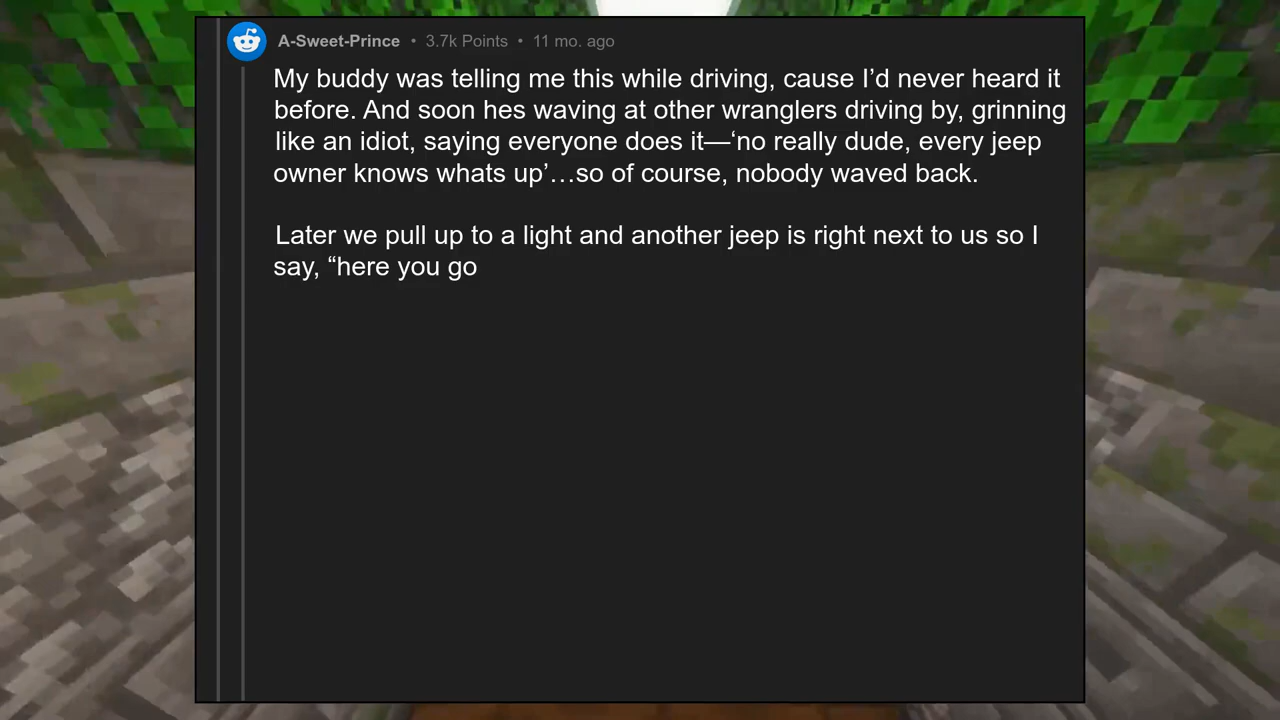 A-Sweet-Prince • 3.7k Points • 11 mo. ago
My buddy was telling me this while driving, cause I’d never heard it
before. And soon hes waving at other wranglers driving by, grinning
like an idiot, saying everyone does it—‘no really dude, every jeep
owner knows whats up’…so of course, nobody waved back.
Later we pull up to a light and another jeep is right next to us so I
say, “here you go